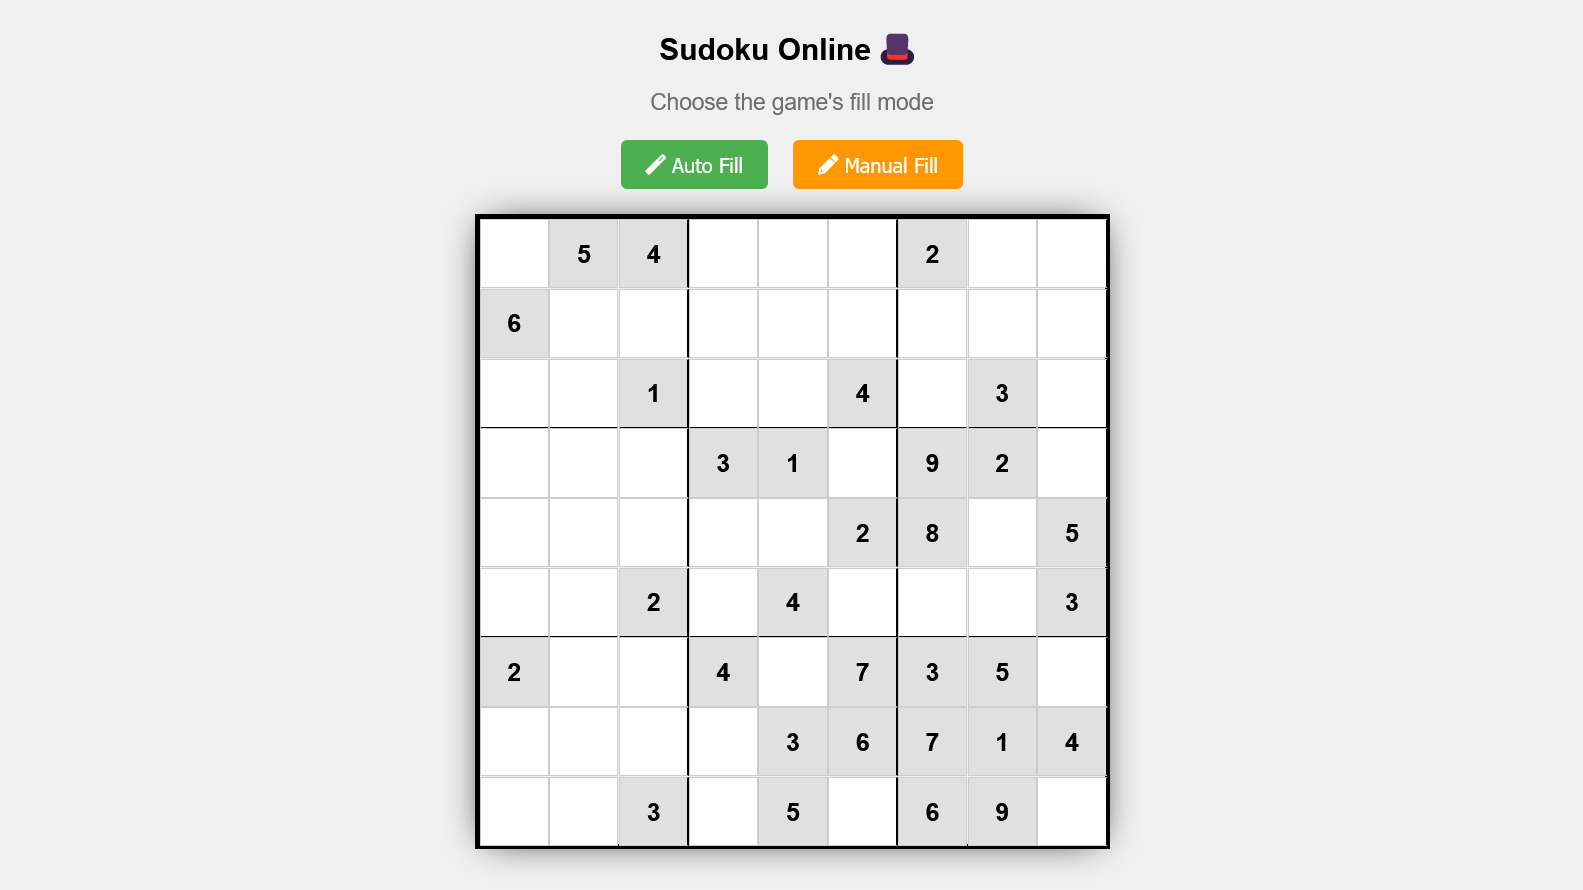 Sudoku Online
Choose the game's fill mode
Auto Fill Manual Fill
5 4 2
6
1 4 3
3 1 9 2
2 8 5
2 4 3
2 4 7 3 5
3 6 7 1 4
3 5 6 9